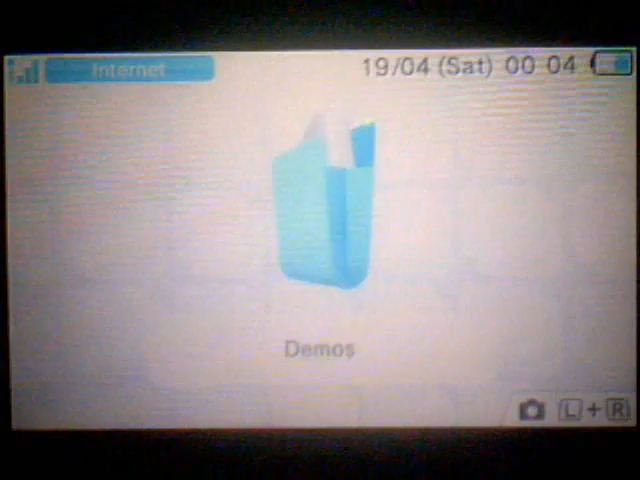 Internet
19/04 (Sat) 00 04
Demos
L + R